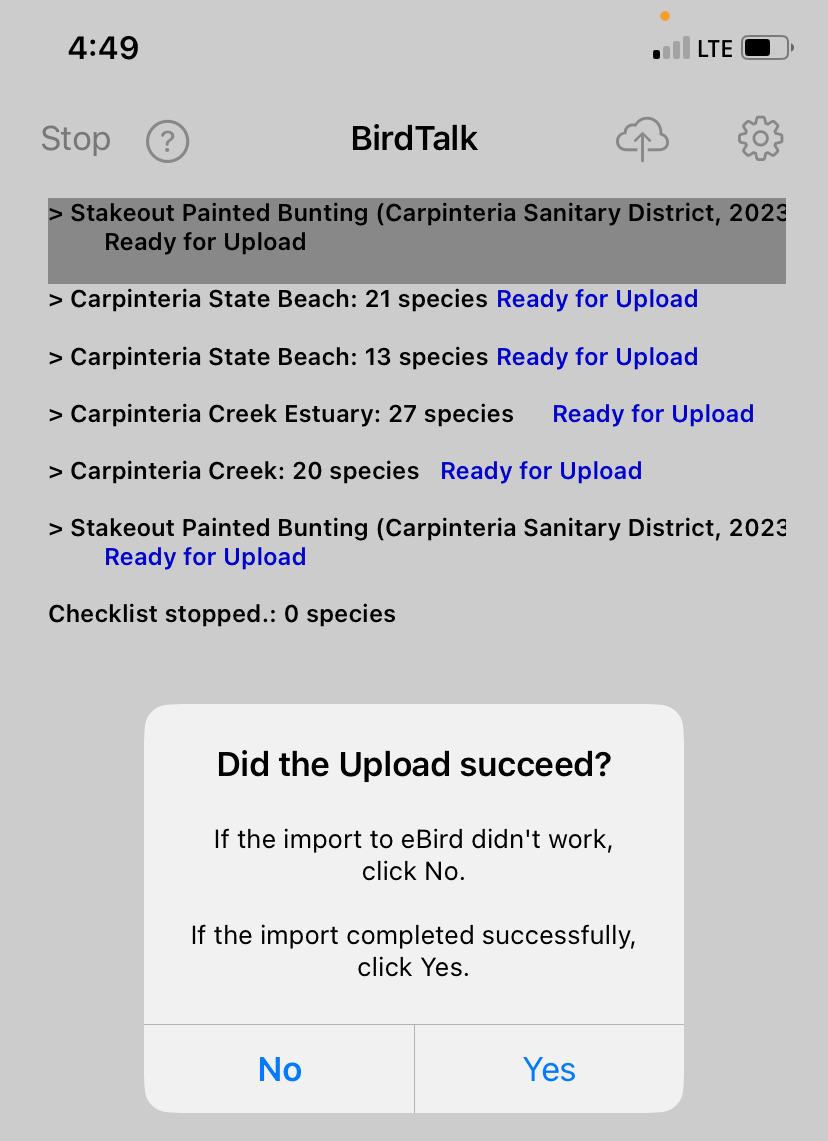 4:49 LTE
Stop ? BirdTalk
> Stakeout Painted Bunting (Carpinteria Sanitary District, 2023
Ready for Upload
> Carpinteria State Beach: 21 species Ready for Upload
> Carpinteria State Beach: 13 species Ready for Upload
> Carpinteria Creek Estuary: 27 species Ready for Upload
> Carpinteria Creek: 20 species Ready for Upload
> Stakeout Painted Bunting (Carpinteria Sanitary District, 2023
Ready for Upload
Checklist stopped.: 0 species
Did the Upload succeed?
If the import to eBird didn't work,
click No.
If the import completed successfully,
click Yes.
No Yes